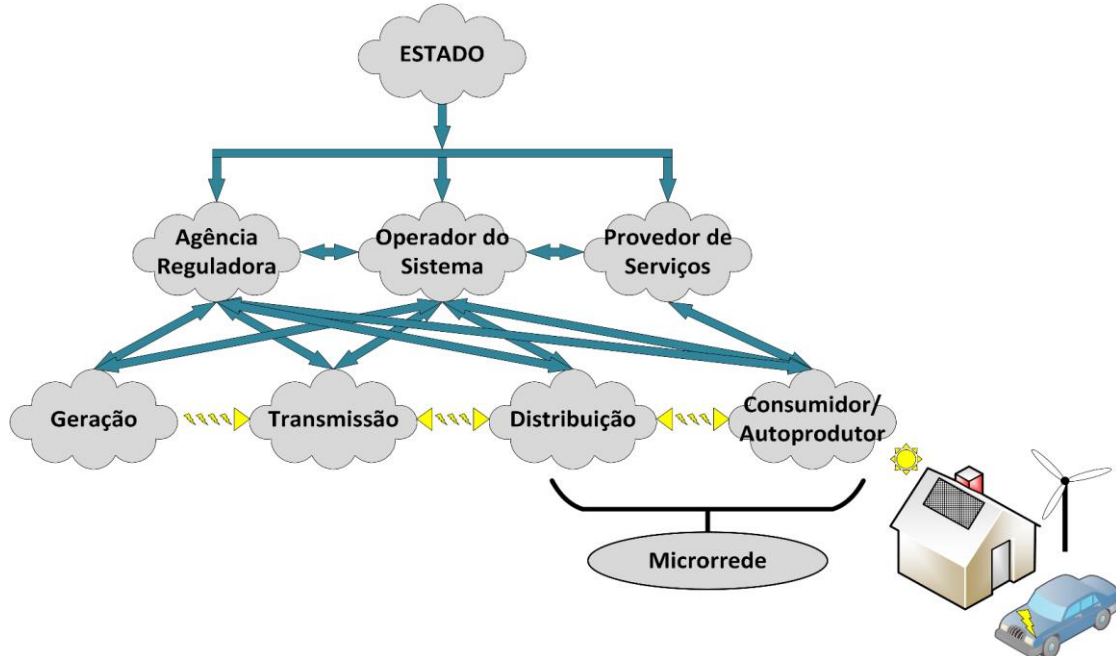 ESTADO
Agência
Reguladora
Operador do
Sistema
Provedor de
Serviços
Geração
Transmissão
Distribuição
Consumidor/
Autoprodutor
Microrrede